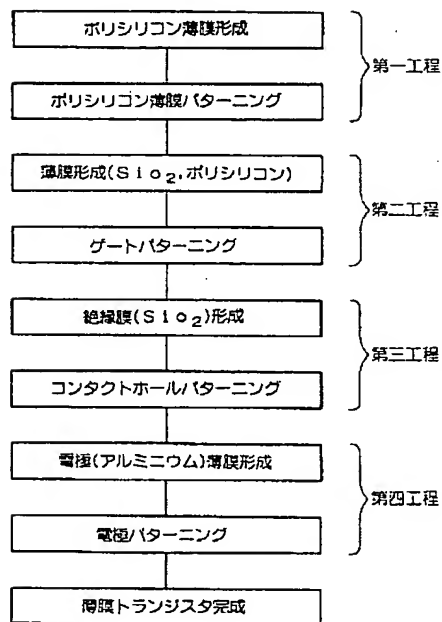 ポリシリコン薄膜形成
ポリシリコン薄膜パターニング
第一工程
薄膜形成(Sio2,ポリシリコン)
ゲートパターニング
第二工程
絶縁膜(Sio2)形成
コンタクトホールパターニング
第三工程
電極(アルミニウム)薄膜形成
電極パターニング
第四工程
薄膜トランジスタ完成